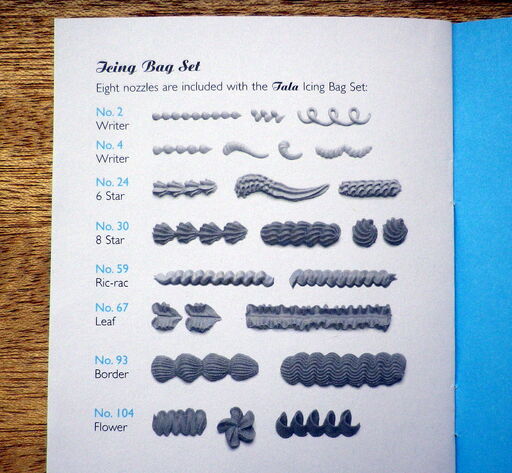 Icing Bag Set
Eight nozzles are included with the Tala Icing Bag Set:
No. 2
Writer
No. 4
Writer
No. 24
6 Star
No. 30
8 Star
No. 59
Ric-rac
No. 67
Leaf
No. 93
Border
No. 104
Flower